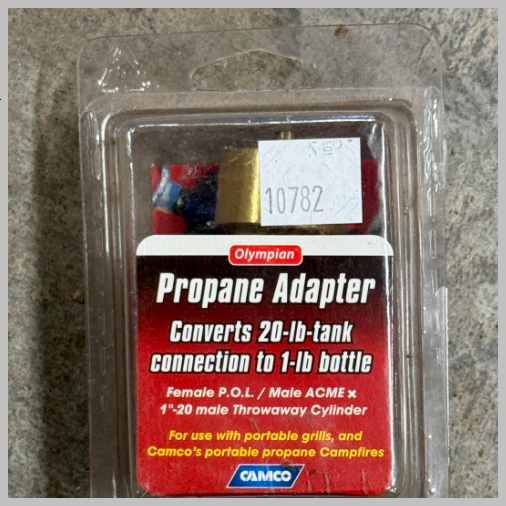 10782
Olympian
Propane Adapter
Converts 20-lb-tank
connection to 1-lb bottle
Female P.O.L. / Male ACME x
1"-20 male Throwaway Cylinder
For use with portable grills, and
Camco's portable propane Campfires
CAMCO